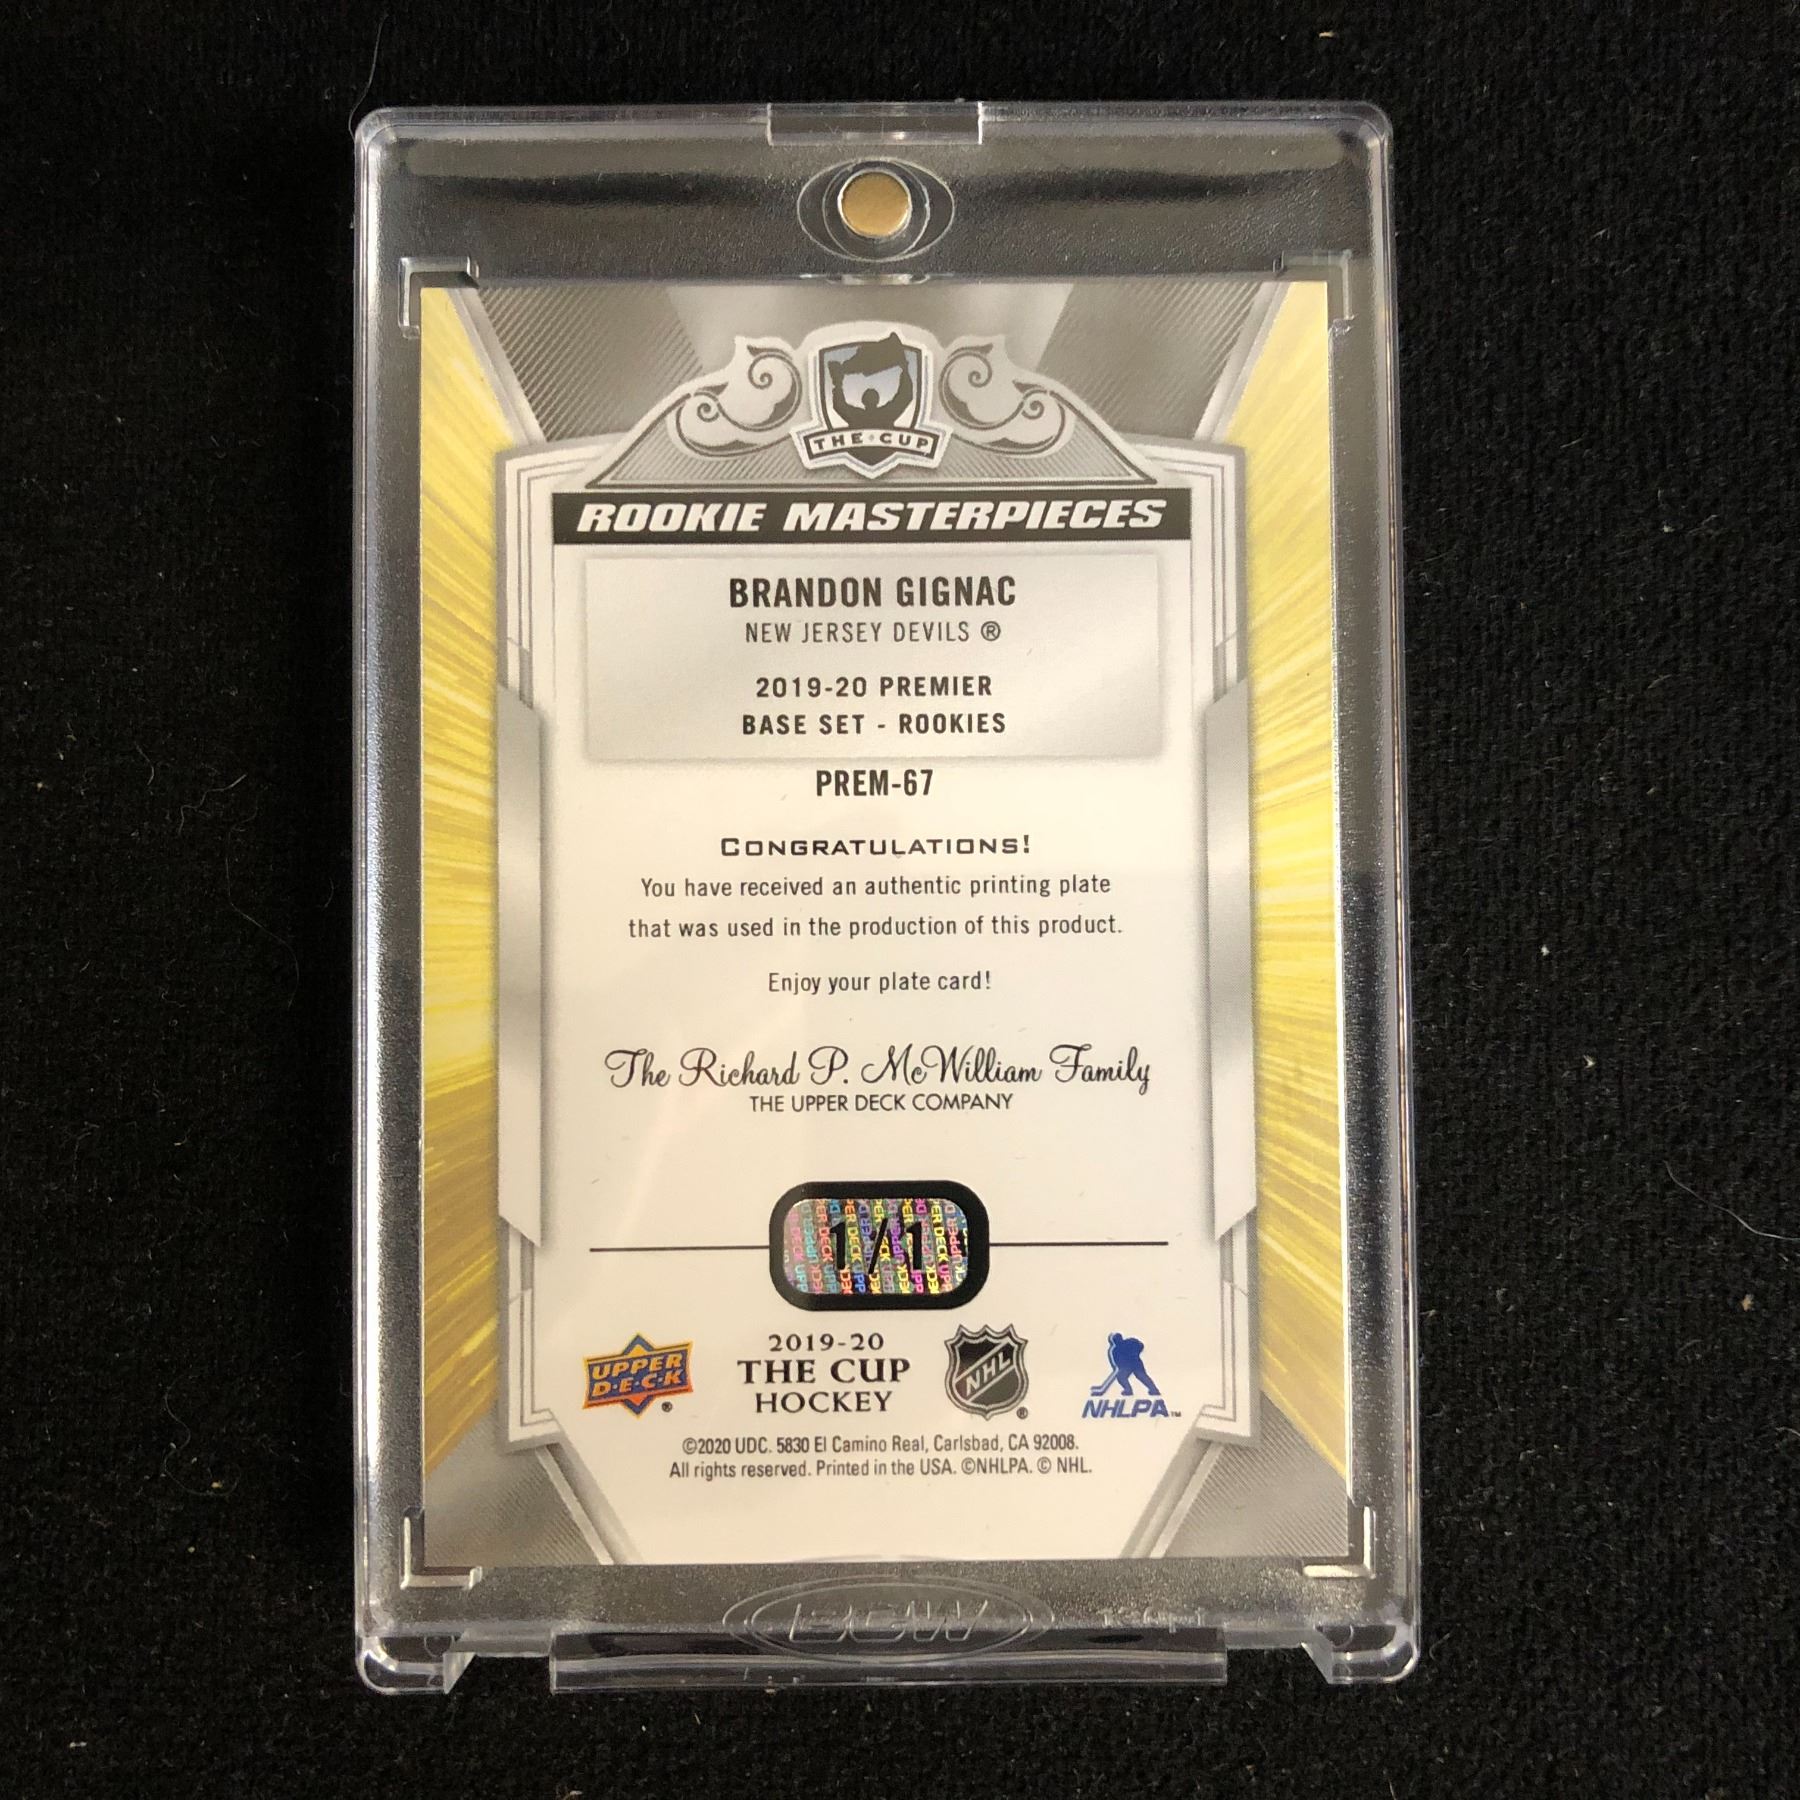 THE CUP
ROOKIE MASTERPIECES
BRANDON GIGNAC
NEW JERSEY DEVILS ®
2019-20 PREMIER
BASE SET - ROOKIES
PREM-67
CONGRATULATIONS!
You have received an authentic printing plate
that was used in the production of this product.
Enjoy your plate card!
The Richard P. McWilliam Family
THE UPPER DECK COMPANY
1/1
UPPER
D·E·C·K ®
2019-20
THE CUP
HOCKEY
NHL ®
NHLPA™
©2020 UDC. 5830 El Camino Real, Carlsbad, CA 92008.
All rights reserved. Printed in the USA. ©NHLPA. © NHL.
BCW